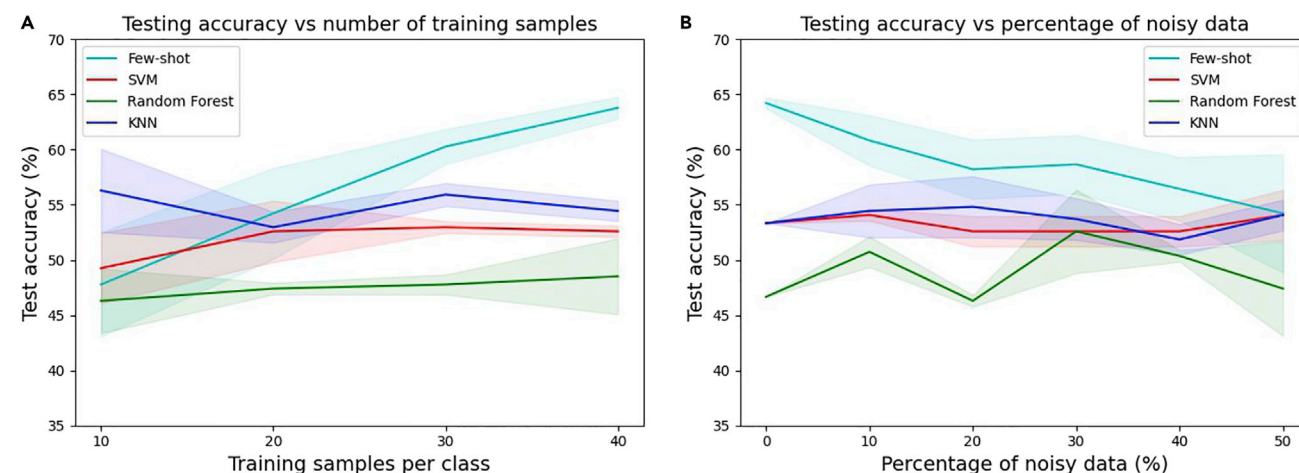 A
Testing accuracy vs number of training samples
70
65
60
55
50
45
40
35
Test accuracy (%)
Few-shot
SVM
Random Forest
KNN
10
20
30
40
Training samples per class
B
Testing accuracy vs percentage of noisy data
70
65
60
55
50
45
40
35
Test accuracy (%)
Few-shot
SVM
Random Forest
KNN
0
10
20
30
40
50
Percentage of noisy data (%)